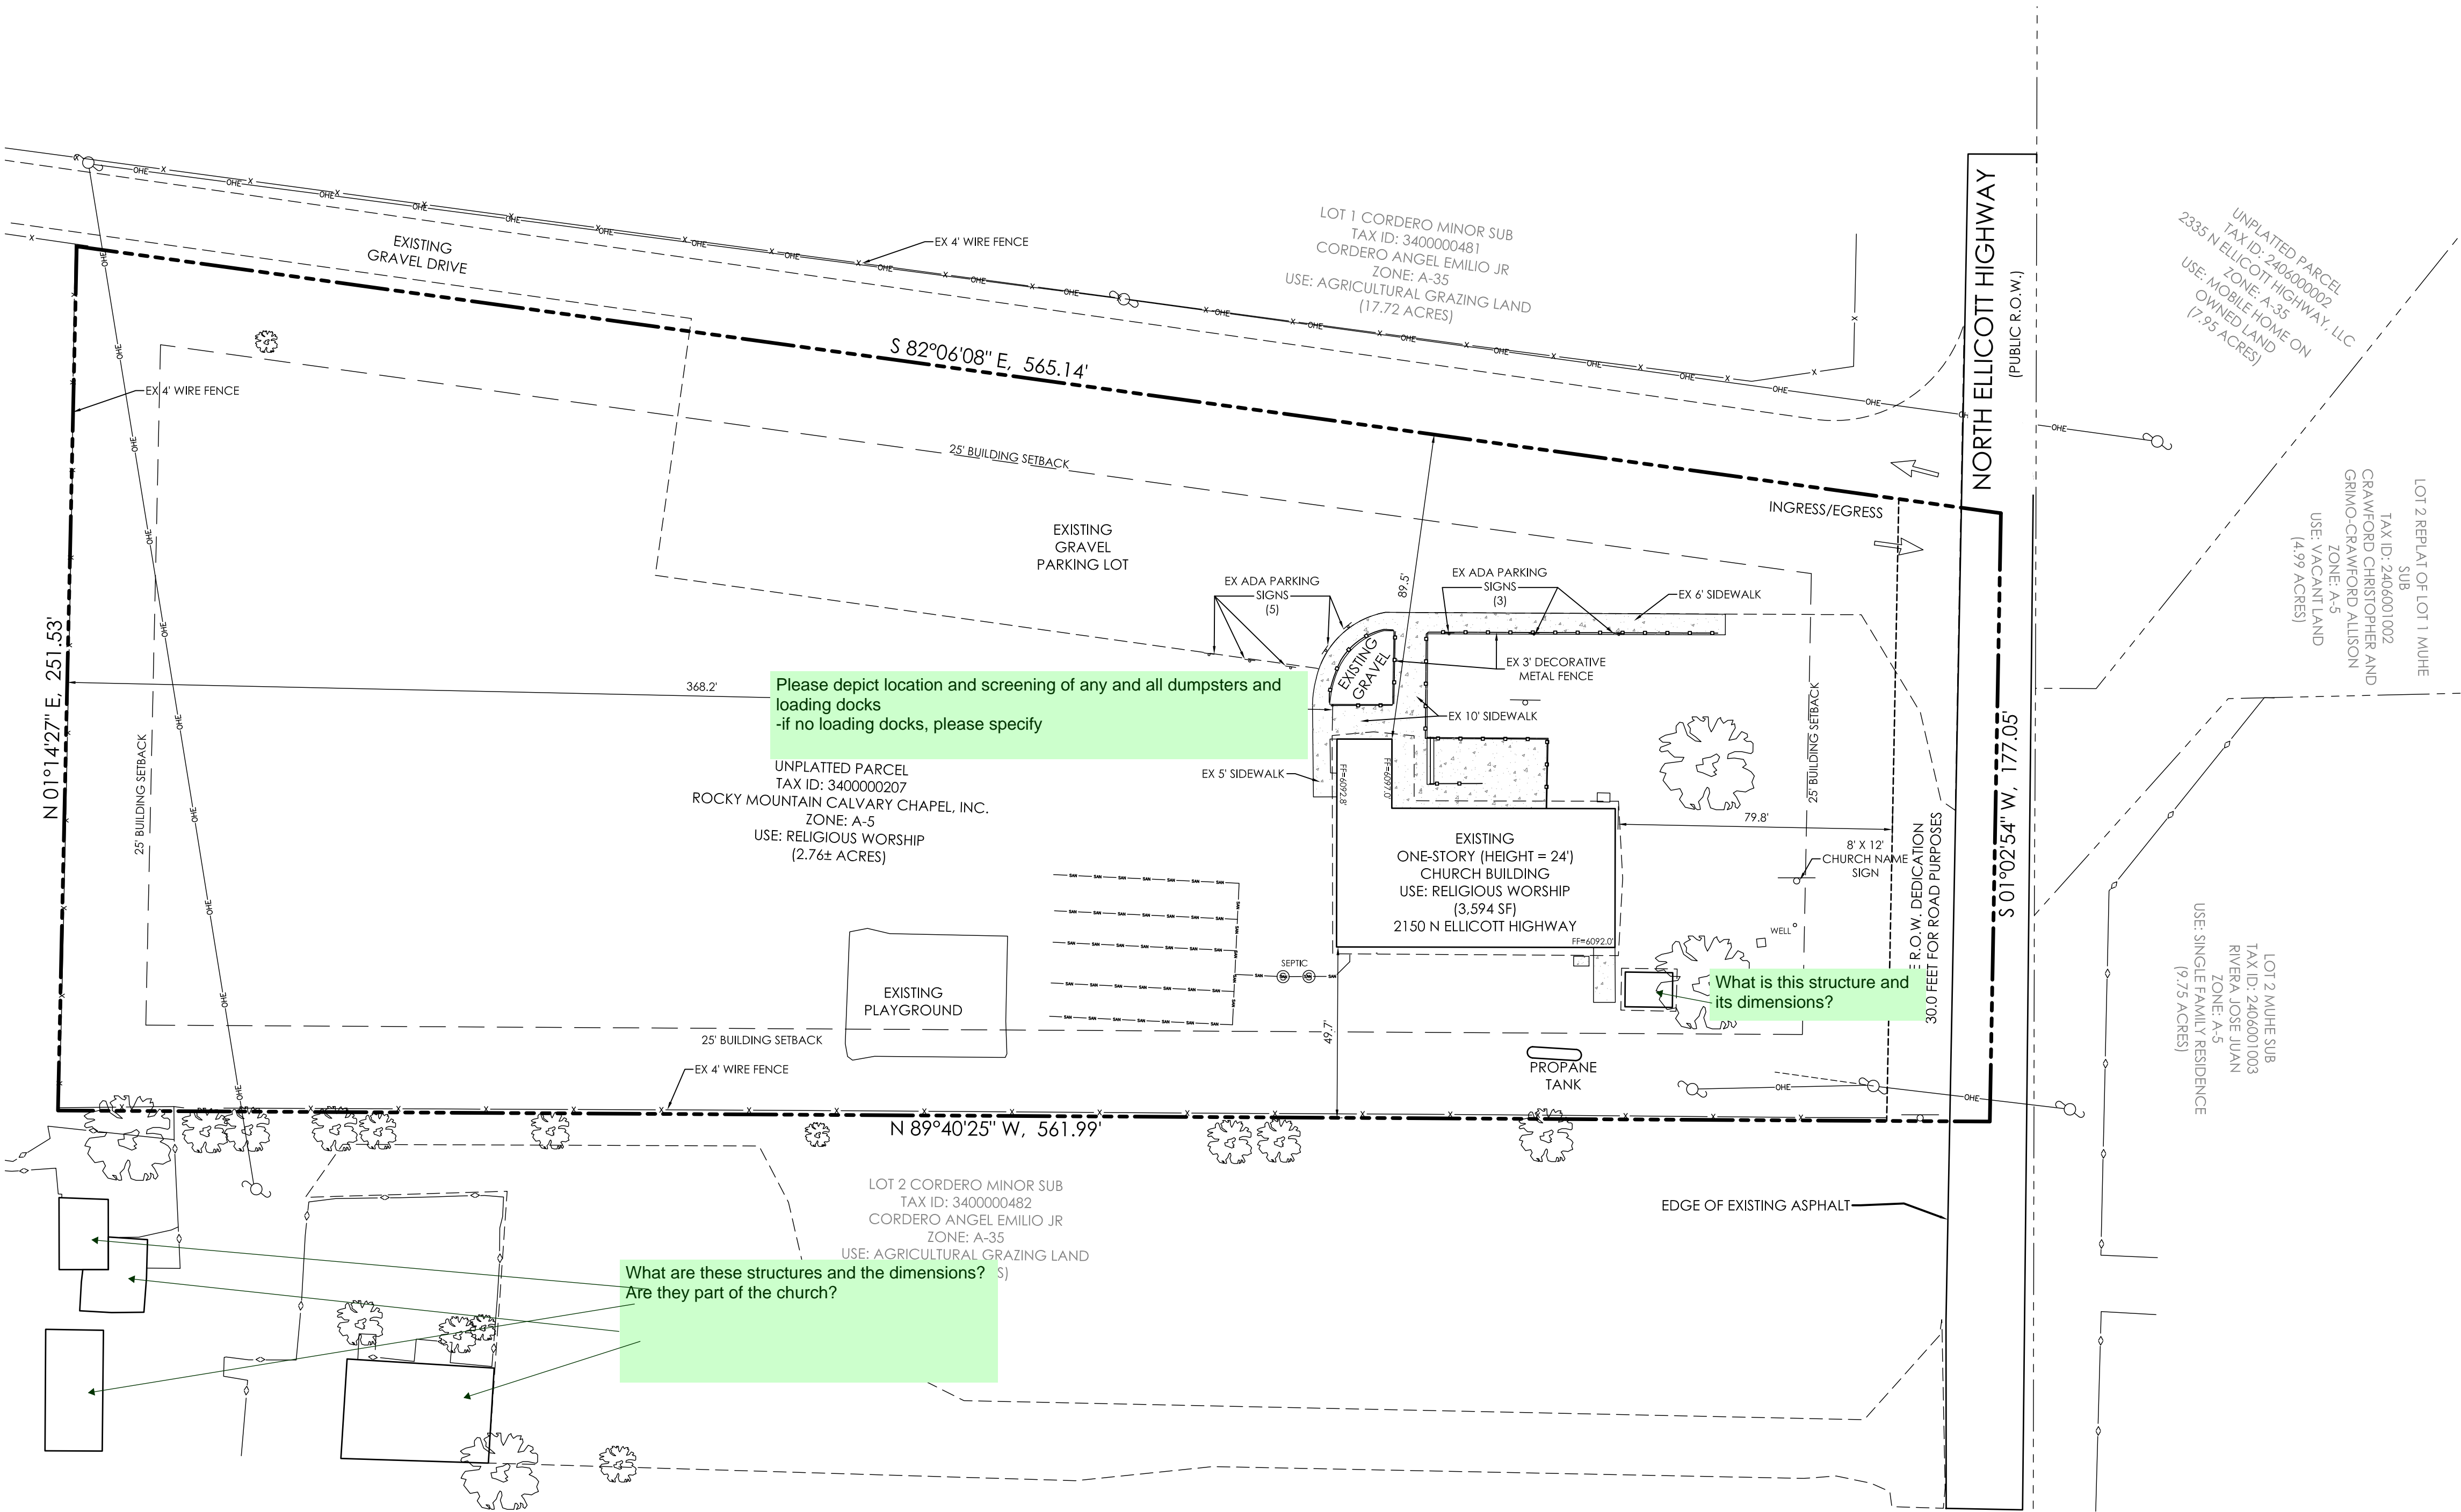 EXISTING
GRAVEL DRIVE
EX 4' WIRE FENCE
LOT 1 CORDERO MINOR SUB
TAX ID: 3400000481
CORDERO ANGEL EMILIO JR
ZONE: A-35
USE: AGRICULTURAL GRAZING LAND
(17.72 ACRES)
NORTH ELLICOTT HIGHWAY
(PUBLIC R.O.W.)
UNPLATTED PARCEL
TAX ID: 2406000002
2335 N ELLICOTT HIGHWAY, LLC
ZONE: A-35
USE: MOBILE HOME ON
OWNED LAND
(7.95 ACRES)
S 82°06'08" E, 565.14'
EX 4' WIRE FENCE
25' BUILDING SETBACK
INGRESS/EGRESS
LOT 2 REPLAT OF LOT 1 MUHE
SUB
TAX ID: 2406001002
CRAWFORD CHRISTOPHER AND
GRIMO-CRAWFORD ALLISON
ZONE: A-5
USE: VACANT LAND
(4.99 ACRES)
EXISTING
GRAVEL
PARKING LOT
EX ADA PARKING
SIGNS
(5)
89.5'
EX ADA PARKING
SIGNS
(3)
EX 6' SIDEWALK
N 01°14'27" E, 251.53'
368.2'
Please depict location and screening of any and all dumpsters and
loading docks
-if no loading docks, please specify
EXISTING
GRAVEL
EX 3' DECORATIVE
METAL FENCE
EX 10' SIDEWALK
EX 5' SIDEWALK
FF=6092.8'
FF=6097.0'
25' BUILDING SETBACK
25' BUILDING SETBACK
S 01°02'54" W, 177.05'
UNPLATTED PARCEL
TAX ID: 3400000207
ROCKY MOUNTAIN CALVARY CHAPEL, INC.
ZONE: A-5
USE: RELIGIOUS WORSHIP
(2.76± ACRES)
EXISTING
ONE-STORY (HEIGHT = 24')
CHURCH BUILDING
USE: RELIGIOUS WORSHIP
(3,594 SF)
2150 N ELLICOTT HIGHWAY
FF=6092.0'
79.8'
8' X 12'
CHURCH NAME
SIGN
WELL
R.O.W. DEDICATION
30.0 FEET FOR ROAD PURPOSES
SEPTIC
EXISTING
PLAYGROUND
What is this structure and
its dimensions?
LOT 2 MUHE SUB
TAX ID: 2406001003
RIVERA JOSE JUAN
ZONE: A-5
USE: SINGLE FAMILY RESIDENCE
(9.75 ACRES)
25' BUILDING SETBACK
49.7'
EX 4' WIRE FENCE
PROPANE
TANK
N 89°40'25" W, 561.99'
LOT 2 CORDERO MINOR SUB
TAX ID: 3400000482
CORDERO ANGEL EMILIO JR
ZONE: A-35
USE: AGRICULTURAL GRAZING LAND
EDGE OF EXISTING ASPHALT
What are these structures and the dimensions?
Are they part of the church?